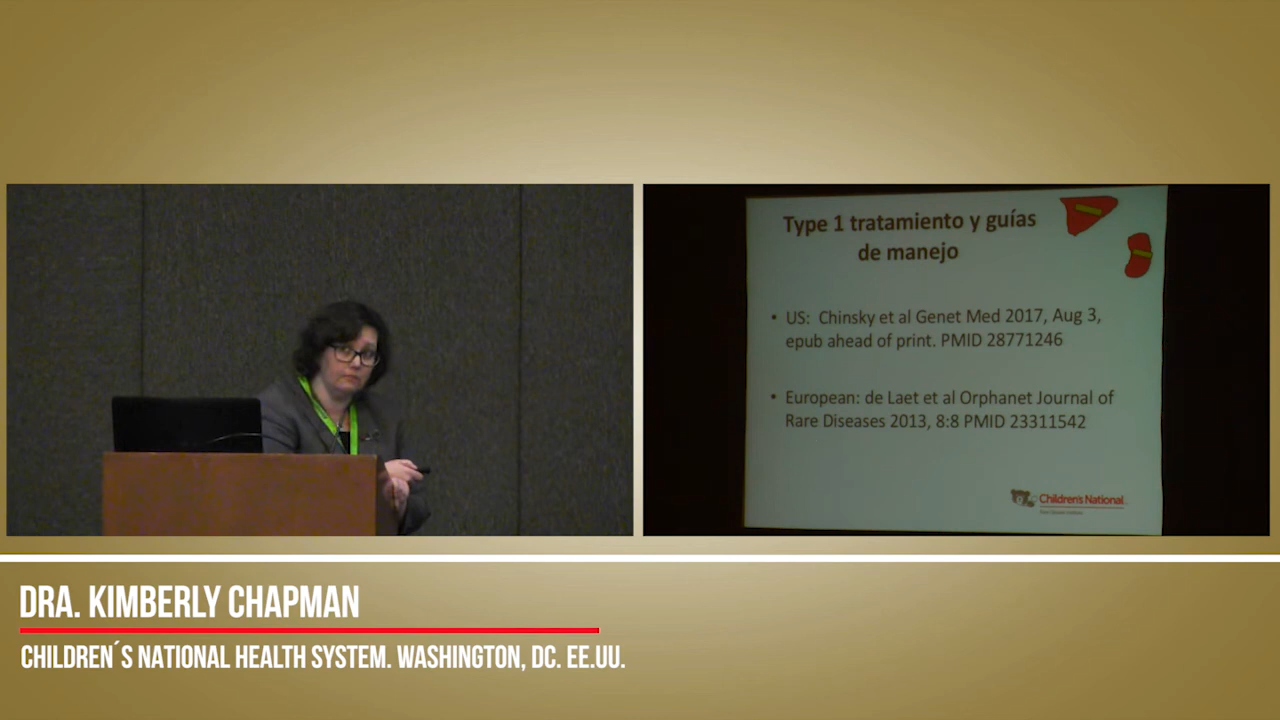 Type 1 tratamiento y guías
de manejo
• US: Chinsky et al Genet Med 2017, Aug 3,
epub ahead of print. PMID 28771246
• European: de Laet et al Orphanet Journal of
Rare Diseases 2013, 8:8 PMID 23311542
Children's National
DRA. KIMBERLY CHAPMAN
CHILDREN´S NATIONAL HEALTH SYSTEM. WASHINGTON, DC. EE.UU.